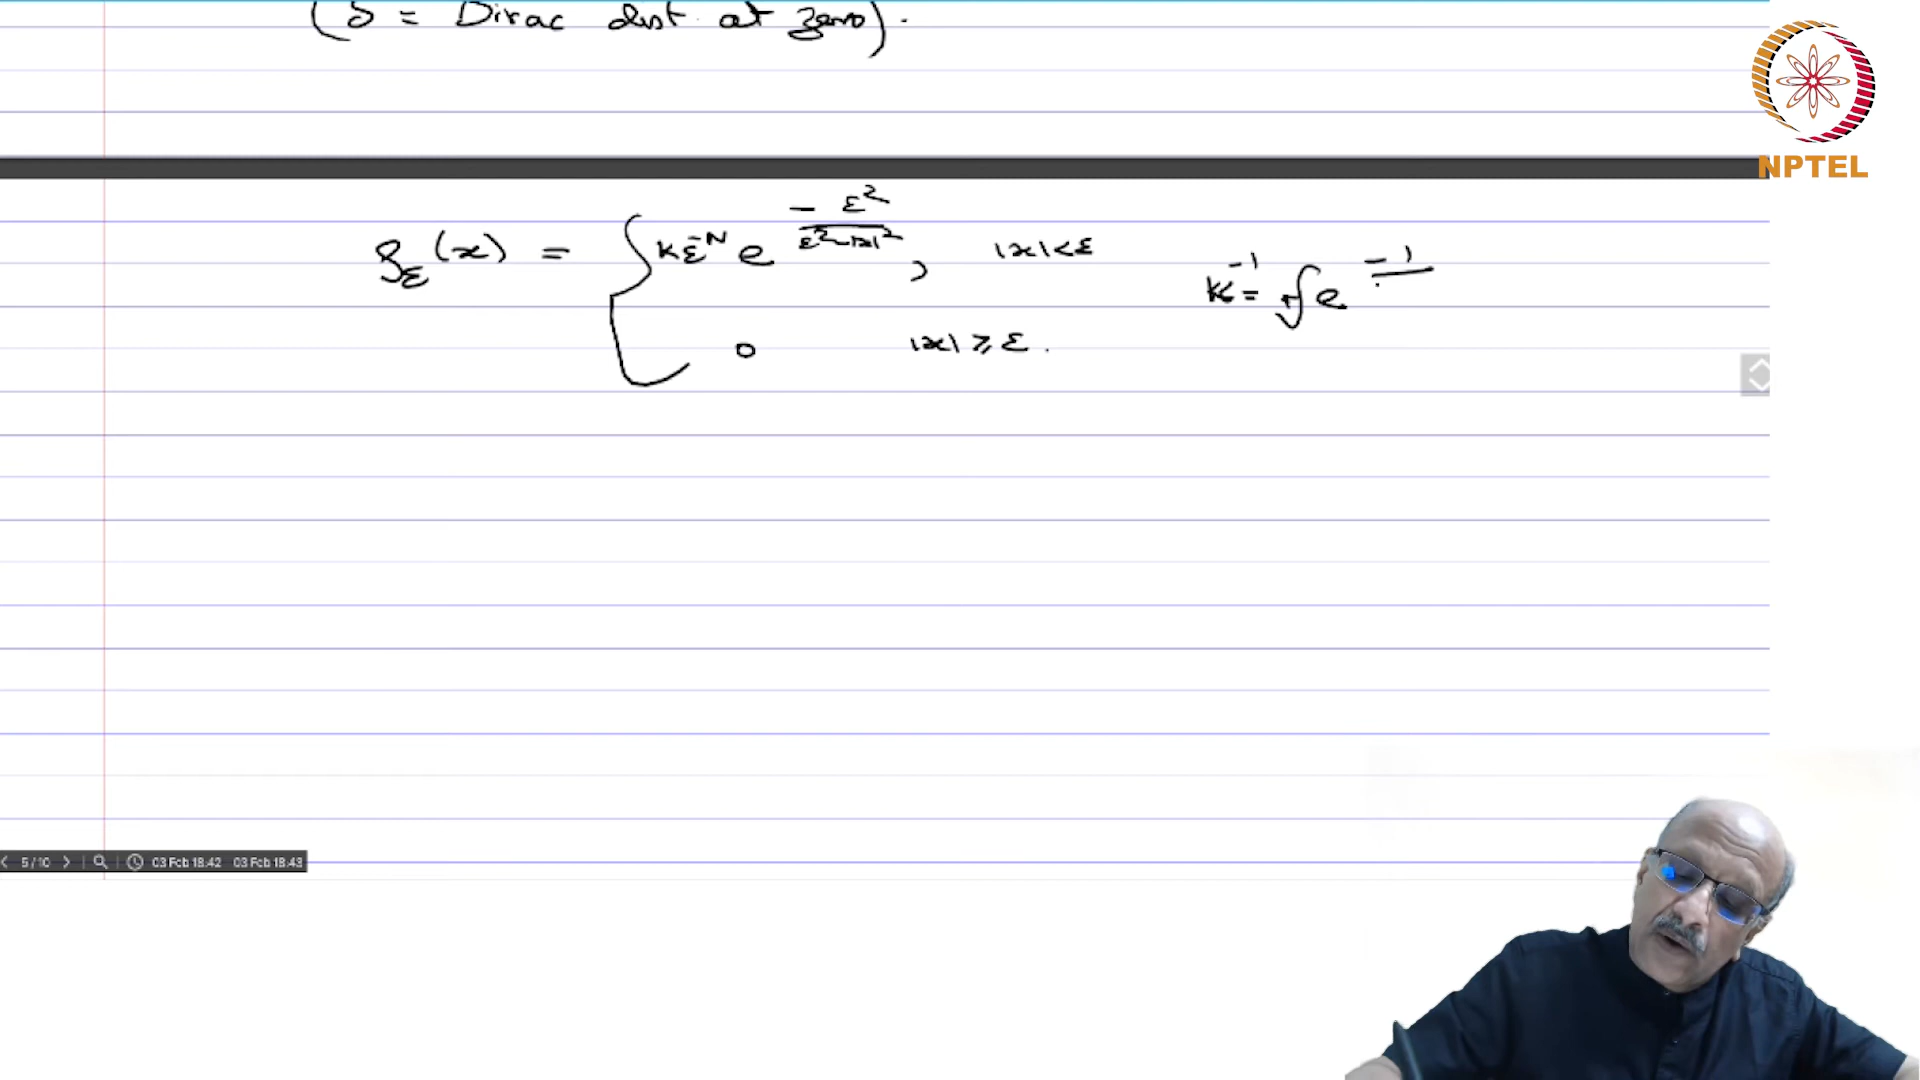 (δ = Dirac dist. at zero).
NPTEL
ρ_ε(x) = { kε^{-N} e^{-ε²/(ε²-|x|²)}, |x|<ε
0 |x| ≥ ε.
k^{-1} = ∫ e^{-1/
5/10 03 Feb 18:42 03 Feb 18:43